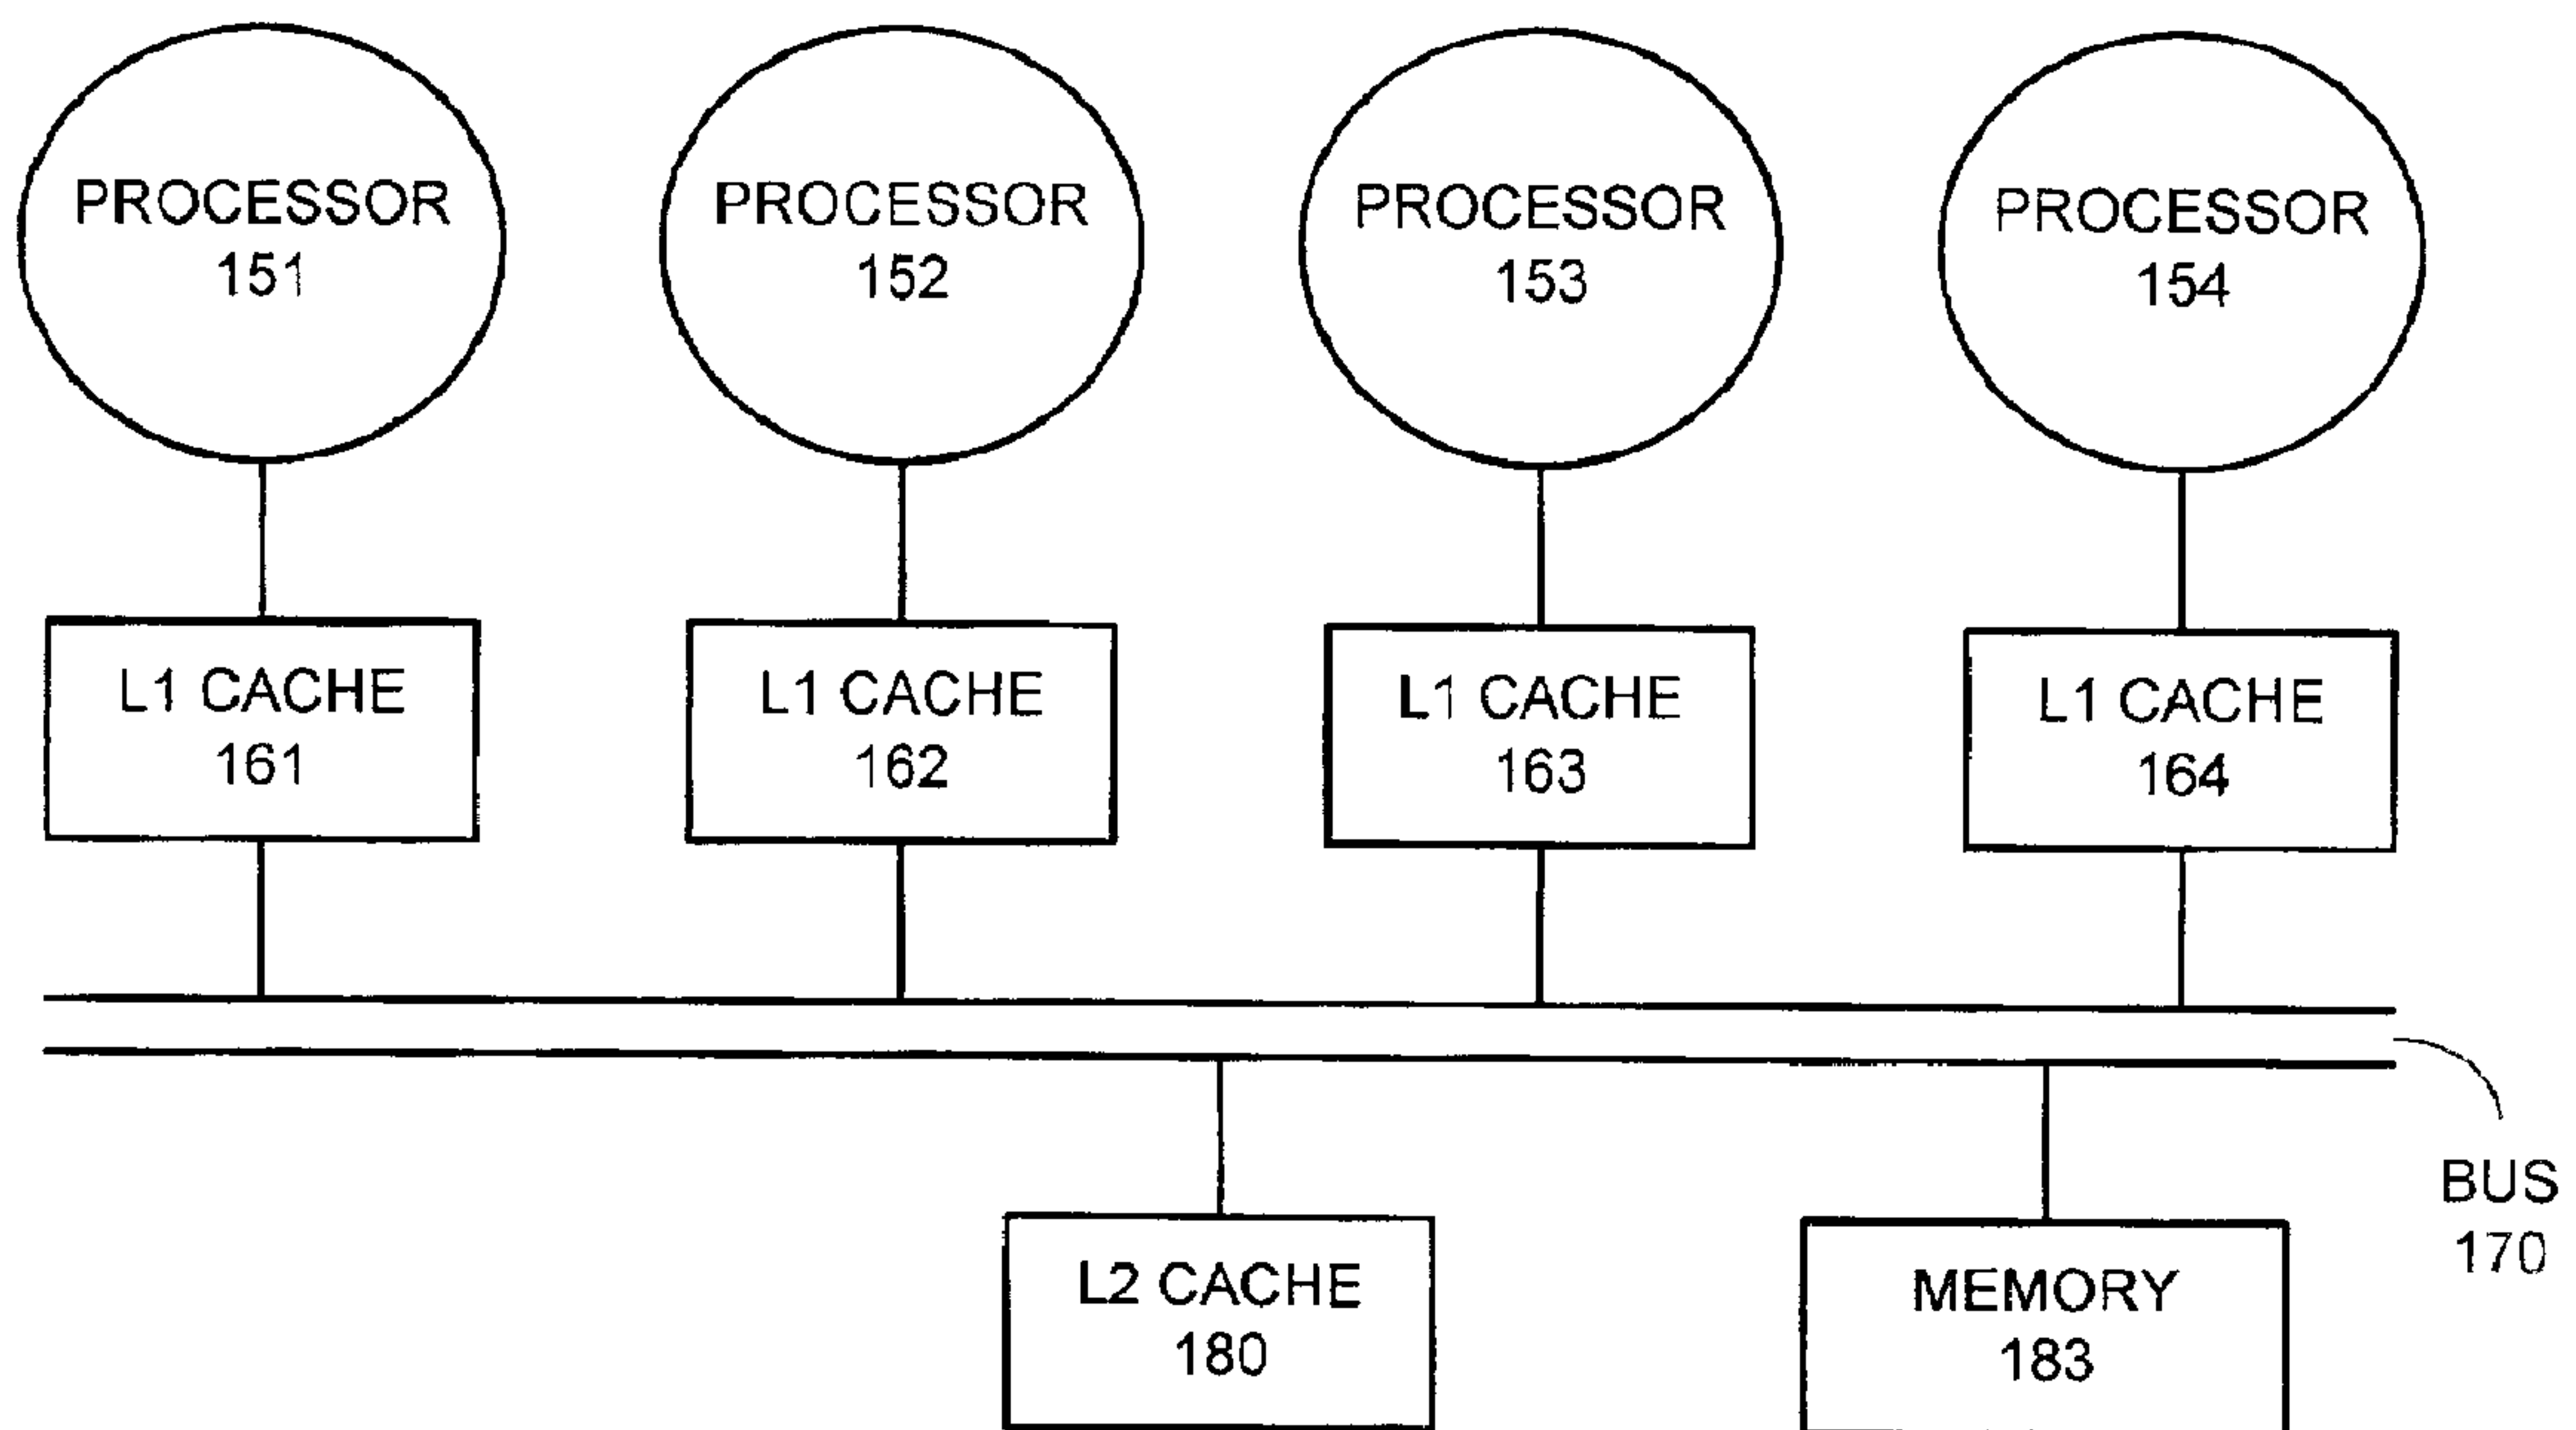 PROCESSOR
151
PROCESSOR
152
PROCESSOR
153
PROCESSOR
154
L1 CACHE
161
L1 CACHE
162
L1 CACHE
163
L1 CACHE
164
BUS
170
L2 CACHE
180
MEMORY
183